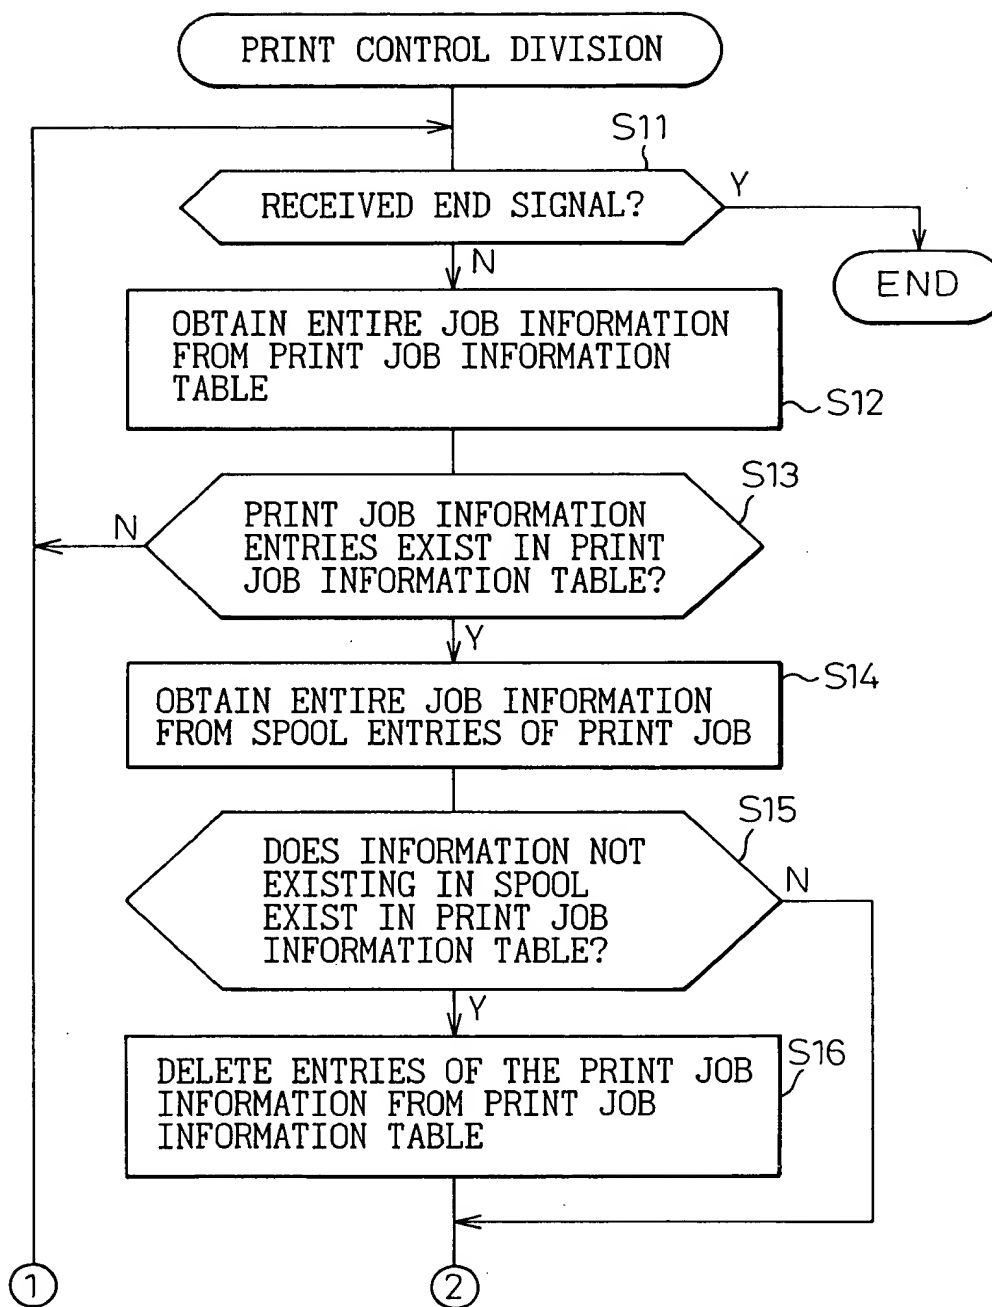 PRINT CONTROL DIVISION
S11
RECEIVED END SIGNAL?
Y
END
N
OBTAIN ENTIRE JOB INFORMATION
FROM PRINT JOB INFORMATION
TABLE
S12
S13
N
PRINT JOB INFORMATION
ENTRIES EXIST IN PRINT
JOB INFORMATION TABLE?
Y
S14
OBTAIN ENTIRE JOB INFORMATION
FROM SPOOL ENTRIES OF PRINT JOB
S15
DOES INFORMATION NOT
EXISTING IN SPOOL
EXIST IN PRINT JOB
INFORMATION TABLE?
N
Y
S16
DELETE ENTRIES OF THE PRINT JOB
INFORMATION FROM PRINT JOB
INFORMATION TABLE
1
2